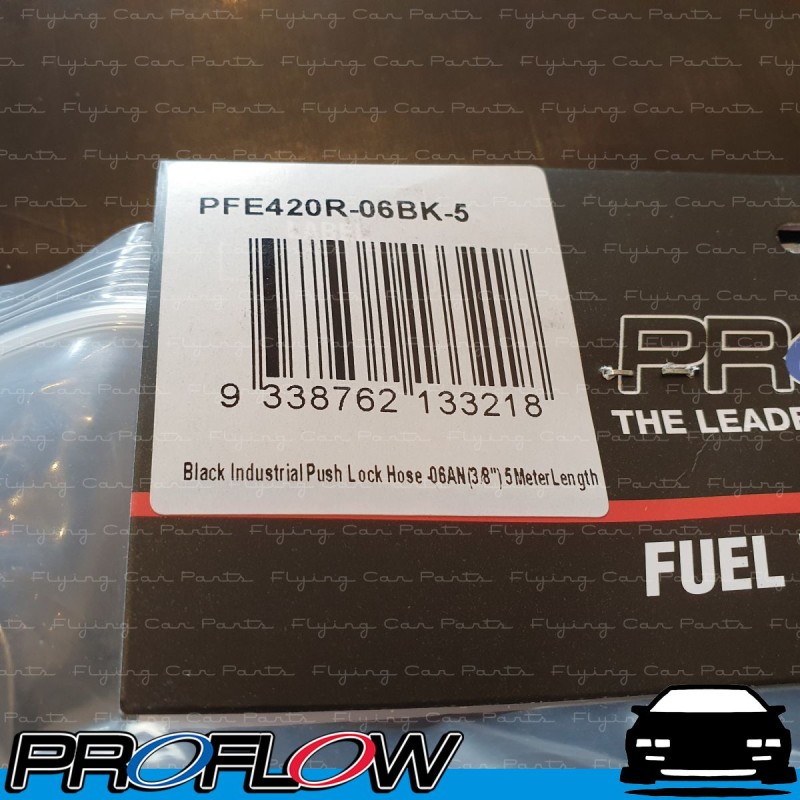 PFE420R-06BK-5
9 338762 133218
Black Industrial Push Lock Hose -06AN (3/8") 5 Meter Length
PRO
THE LEADE
FUEL
PROFLOW
Flying Car Parts